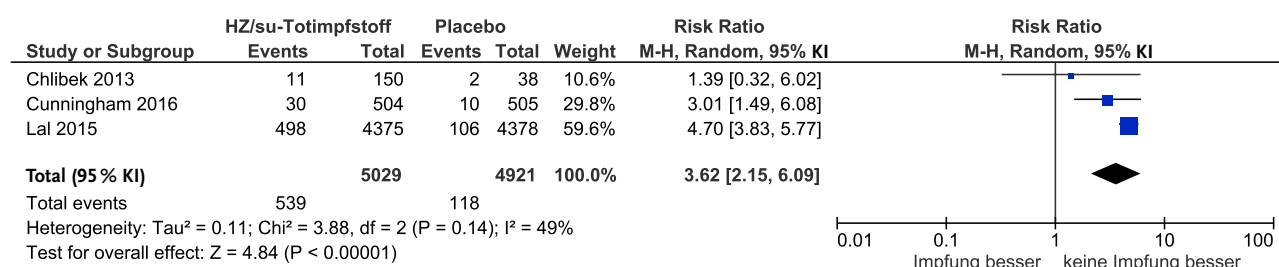 HZ/su-Totimpfstoff Placebo Risk Ratio Risk Ratio
Study or Subgroup Events Total Events Total Weight M-H, Random, 95% KI M-H, Random, 95% KI
Chlibek 2013 11 150 2 38 10.6% 1.39 [0.32, 6.02]
Cunningham 2016 30 504 10 505 29.8% 3.01 [1.49, 6.08]
Lal 2015 498 4375 106 4378 59.6% 4.70 [3.83, 5.77]
Total (95 % KI) 5029 4921 100.0% 3.62 [2.15, 6.09]
Total events 539 118
Heterogeneity: Tau² = 0.11; Chi² = 3.88, df = 2 (P = 0.14); I² = 49%
Test for overall effect: Z = 4.84 (P < 0.00001)
0.01 0.1 1 10 100
Impfung besser keine Impfung besser